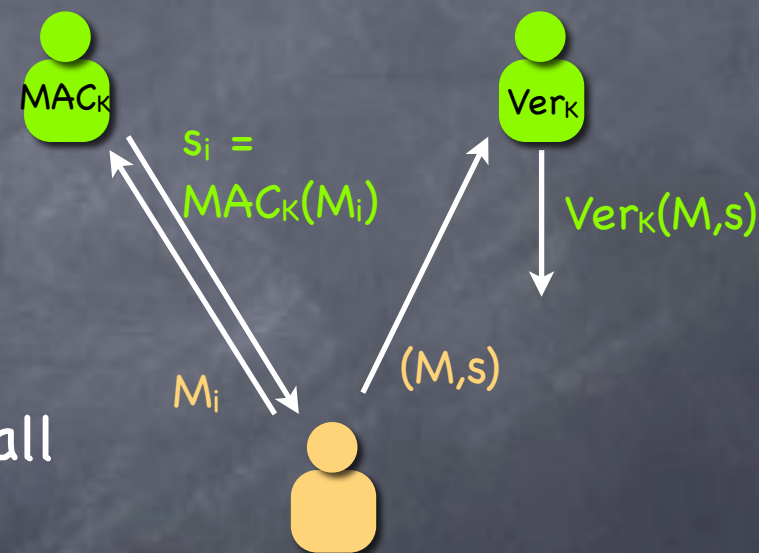 MACK
VerK
si =
MACK(Mi)
VerK(M,s)
(M,s)
Mi
all